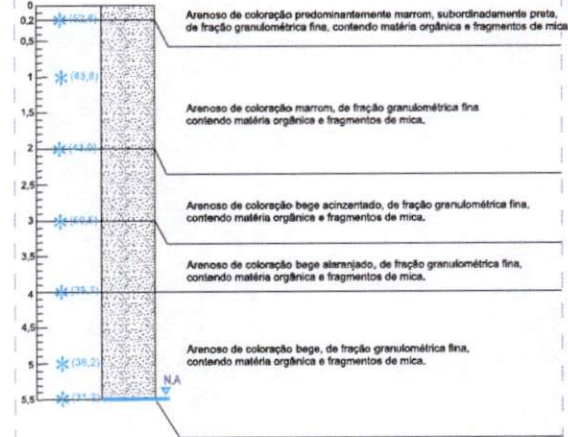 0
0,2
0,5
1
1,5
2
2,5
3
3,5
4
4,5
5
5,5
(43,8)
(38,2)
N.A
Arenoso de coloração predominantemente marrom, subordinadamente preta,
de fração granulométrica fina, contendo matéria orgânica e fragmentos de mica
Arenoso de coloração marrom, de fração granulométrica fina
contendo matéria orgânica e fragmentos de mica.
Arenoso de coloração bege acinzentado, de fração granulométrica fina,
contendo matéria orgânica e fragmentos de mica.
Arenoso de coloração bege alaranjado, de fração granulométrica fina,
contendo matéria orgânica e fragmentos de mica.
Arenoso de coloração bege, de fração granulométrica fina,
contendo matéria orgânica e fragmentos de mica.